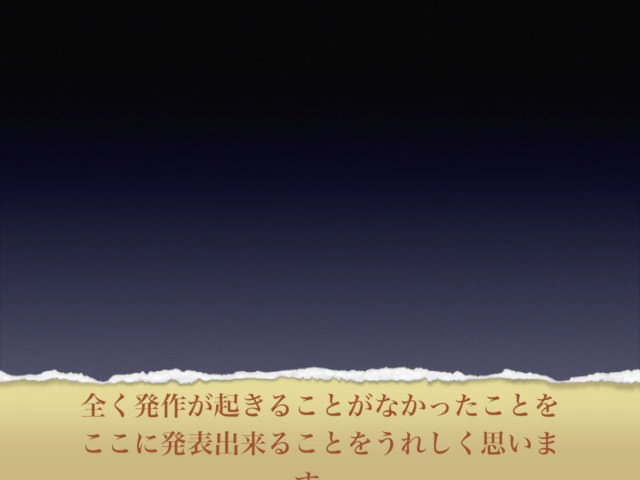 全く発作が起きることがなかったことを
ここに発表出来ることをうれしく思いま
す